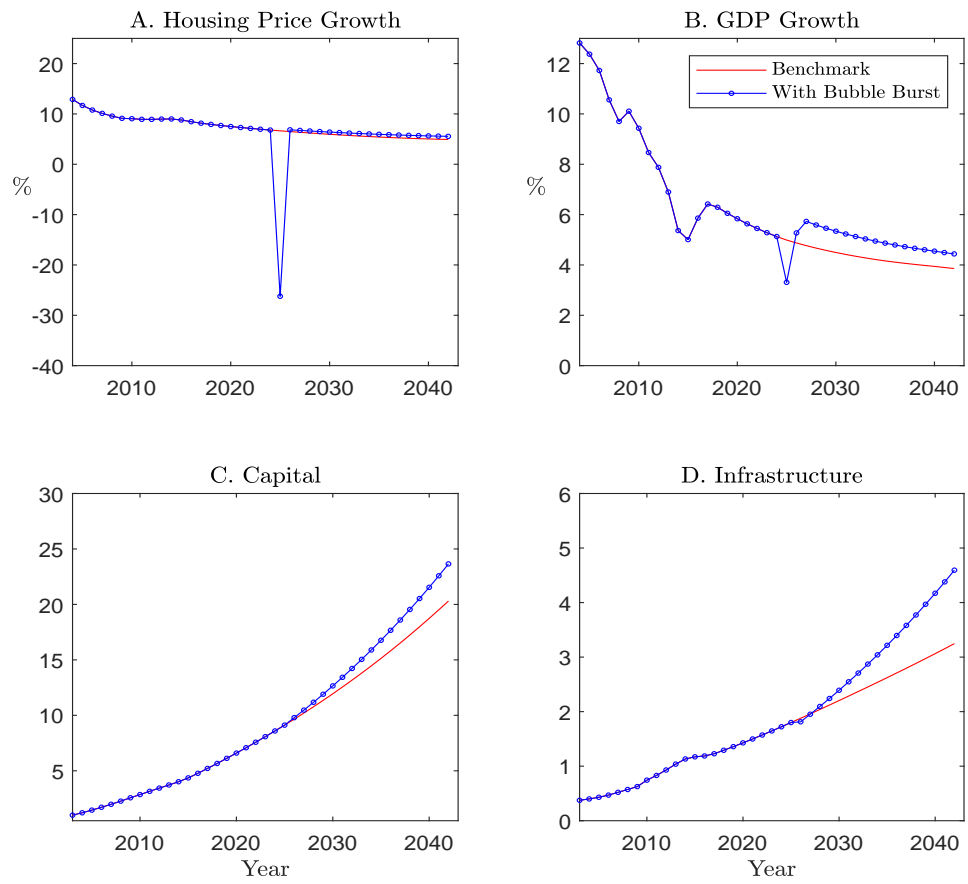 A. Housing Price Growth
20
10
0
-10
-20
-30
-40
%
2010 2020 2030 2040
B. GDP Growth
12
10
8
6
4
2
0
%
Benchmark
With Bubble Burst
2010 2020 2030 2040
C. Capital
30
25
20
15
10
5
2010 2020 2030 2040
Year
D. Infrastructure
6
5
4
3
2
1
0
2010 2020 2030 2040
Year